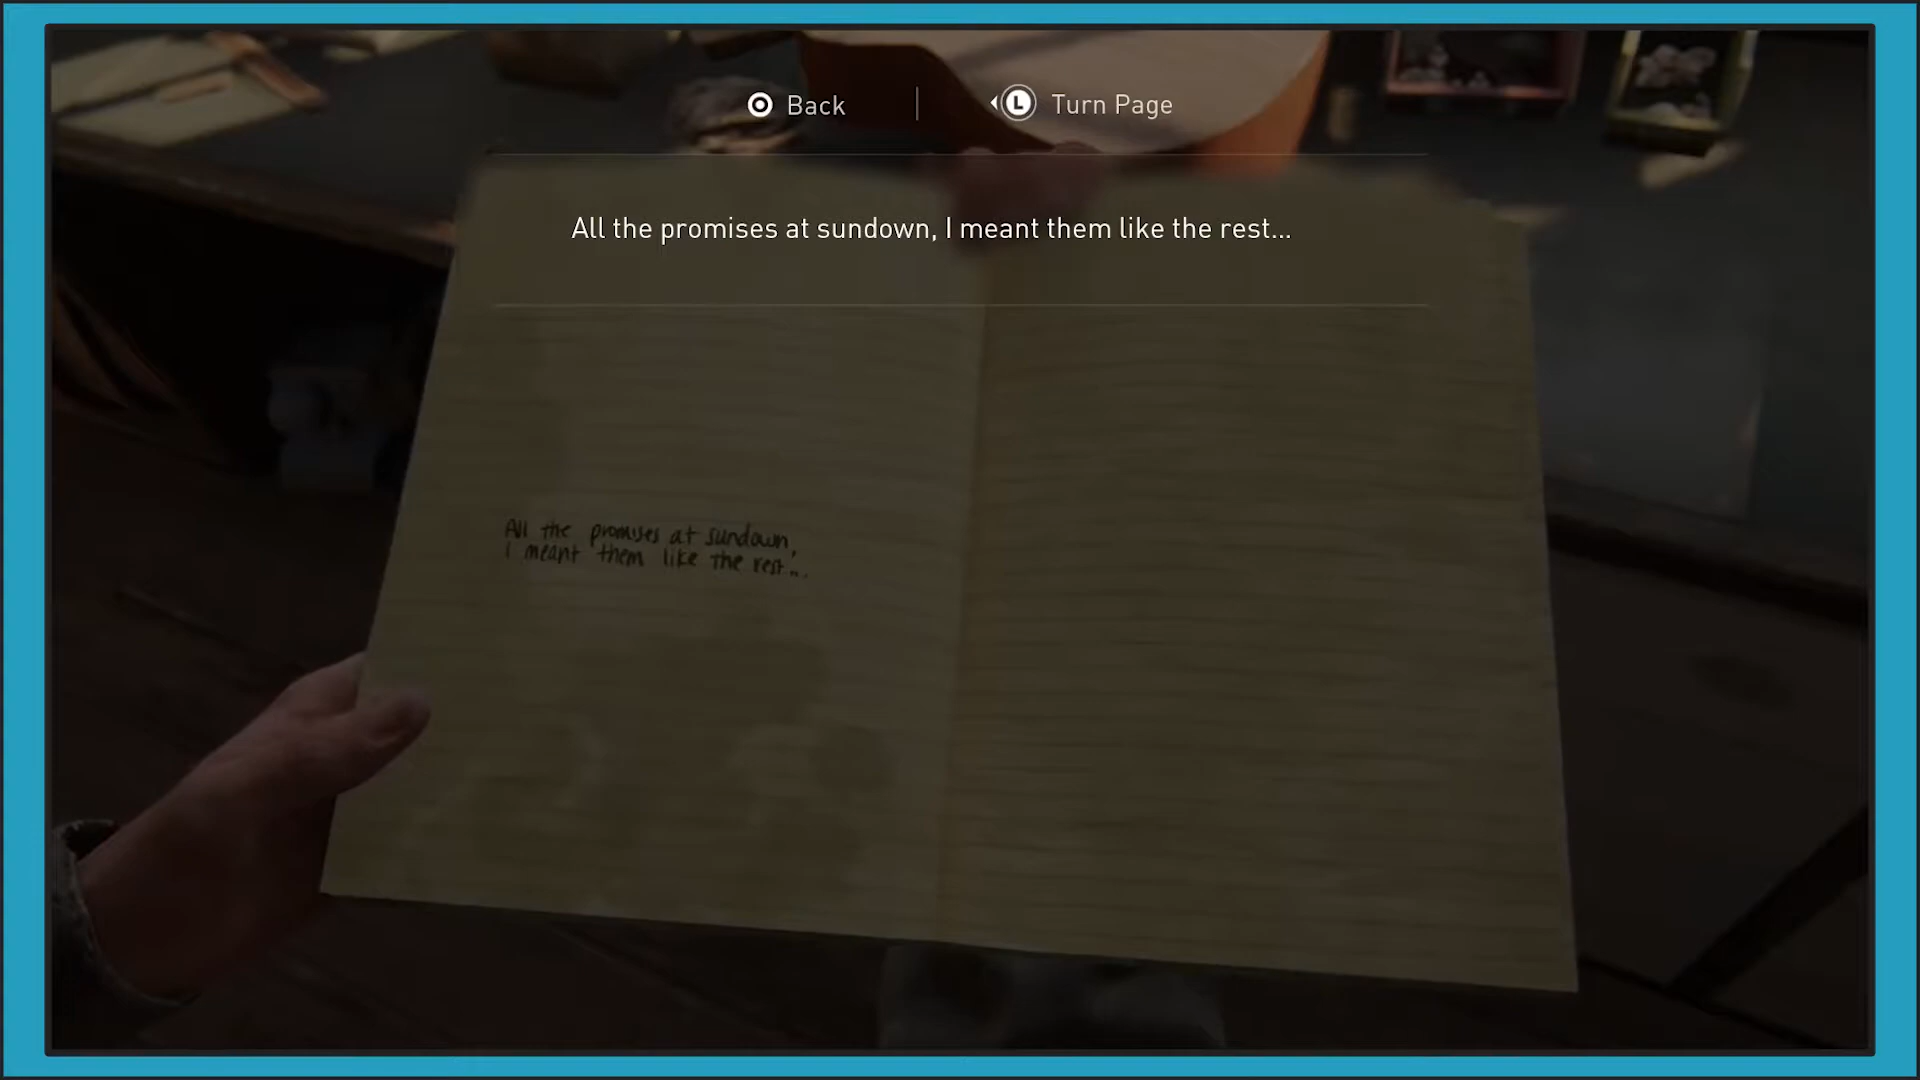 Back
L Turn Page
All the promises at sundown, I meant them like the rest...
All the promises at sundown,
I meant them like the rest...